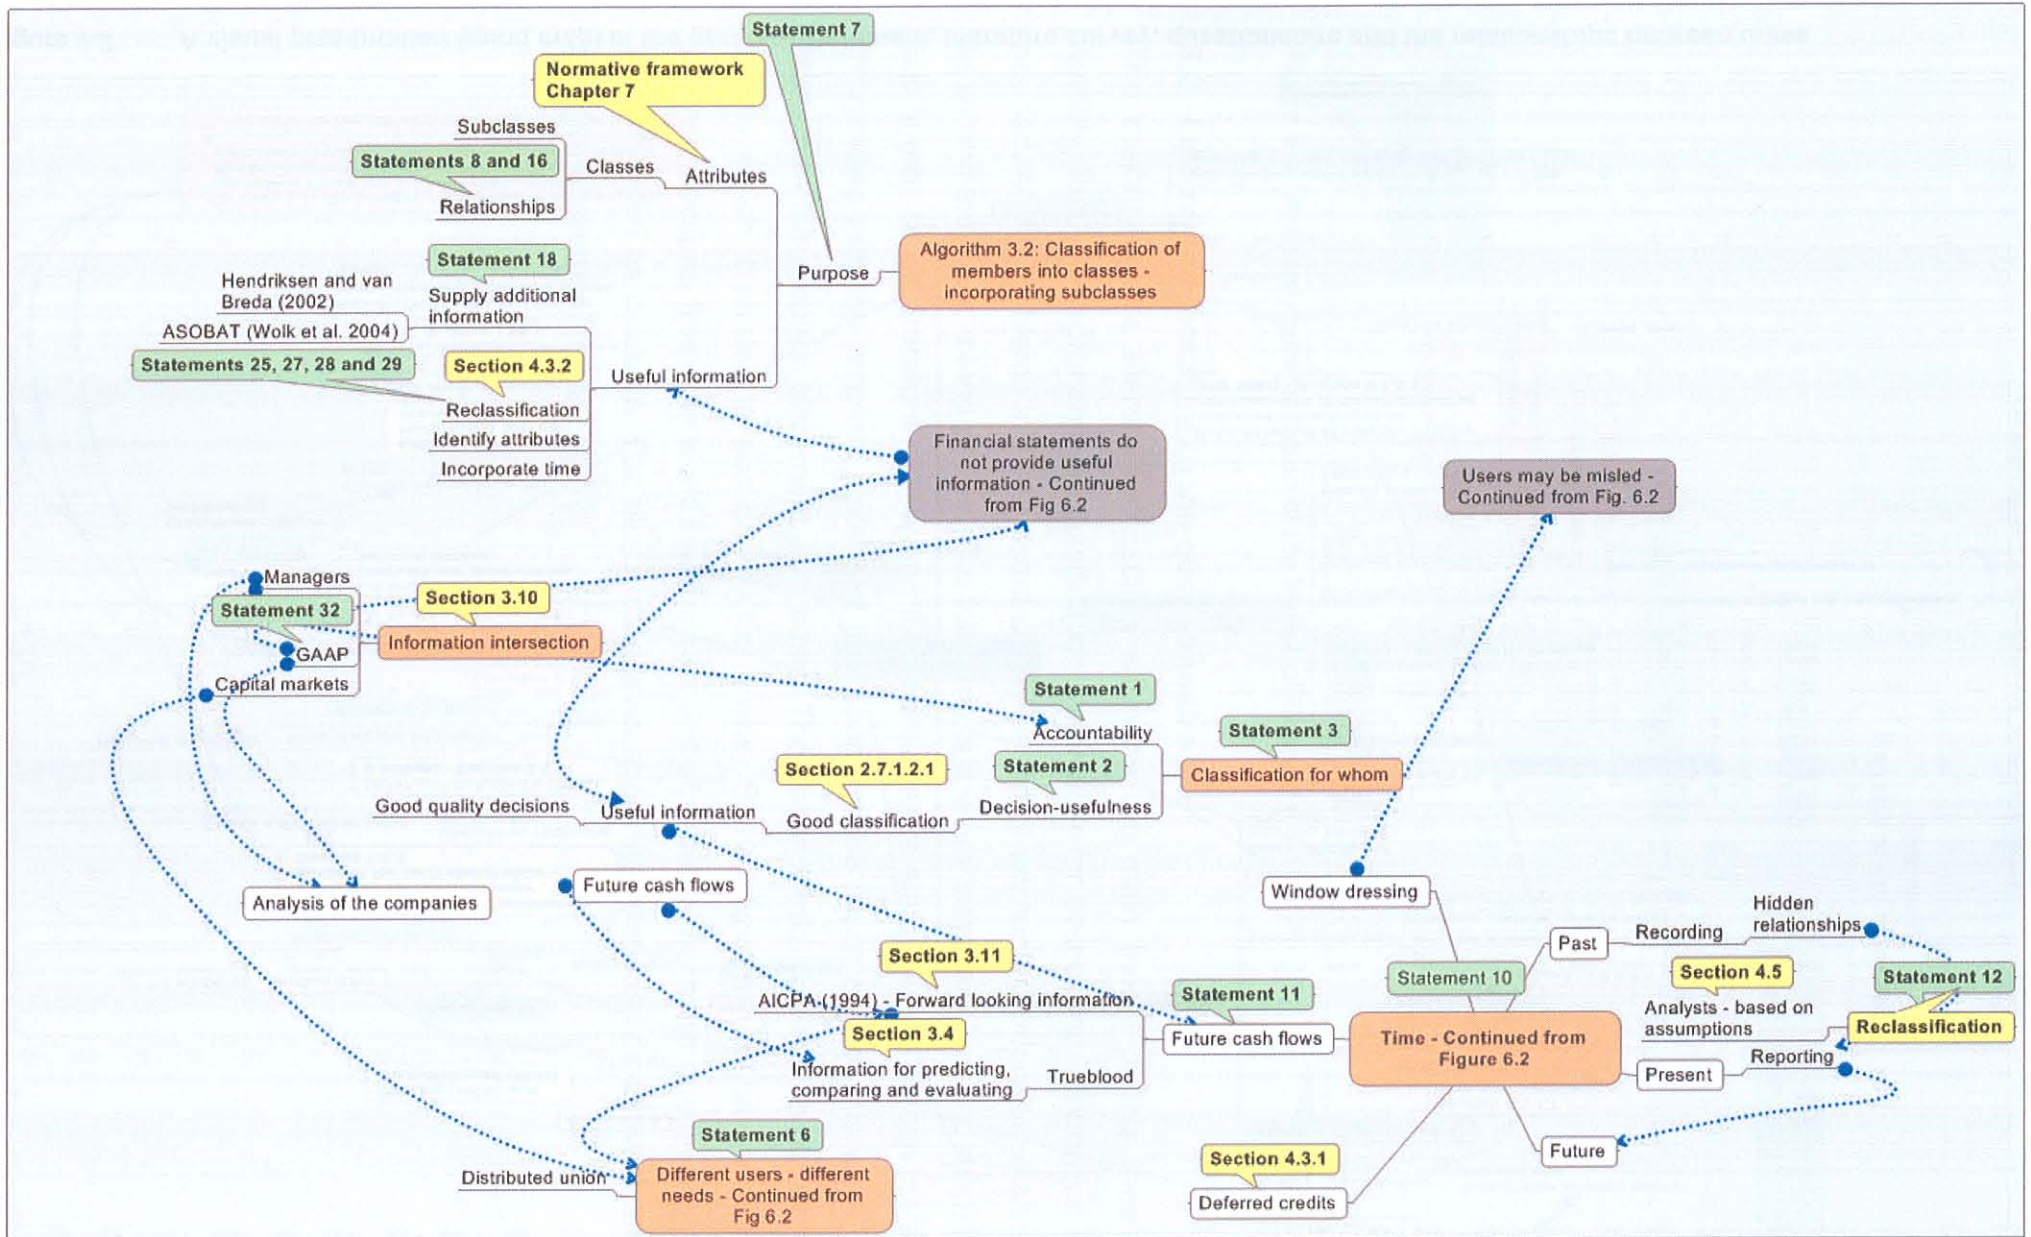 Statement 7
Normative framework
Chapter 7
Subclasses
Statements 8 and 16
Classes
Attributes
Relationships
Algorithm 3.2: Classification of
members into classes -
incorporating subclasses
Purpose
Statement 18
Hendriksen and van
Breda (2002)
Supply additional
information
ASOBAT (Wolk et al. 2004)
Statements 25, 27, 28 and 29
Section 4.3.2
Useful information
Reclassification
Identify attributes
Incorporate time
Financial statements do
not provide useful
information - Continued
from Fig 6.2
Users may be misled -
Continued from Fig. 6.2
Managers
Statement 32
Section 3.10
Information intersection
GAAP
Capital markets
Statement 1
Accountability
Statement 3
Section 2.7.1.2.1
Statement 2
Classification for whom
Good quality decisions
Useful information
Good classification
Decision-usefulness
Future cash flows
Analysis of the companies
Window dressing
Hidden
relationships
Past
Recording
Section 3.11
Statement 10
Section 4.5
Statement 12
AICPA (1994) - Forward looking information
Statement 11
Analysts - based on
assumptions
Reclassification
Section 3.4
Future cash flows
Time - Continued from
Figure 6.2
Reporting
Present
Information for predicting,
comparing and evaluating
Trueblood
Statement 6
Future
Section 4.3.1
Distributed union
Different users - different
needs - Continued from
Fig 6.2
Deferred credits